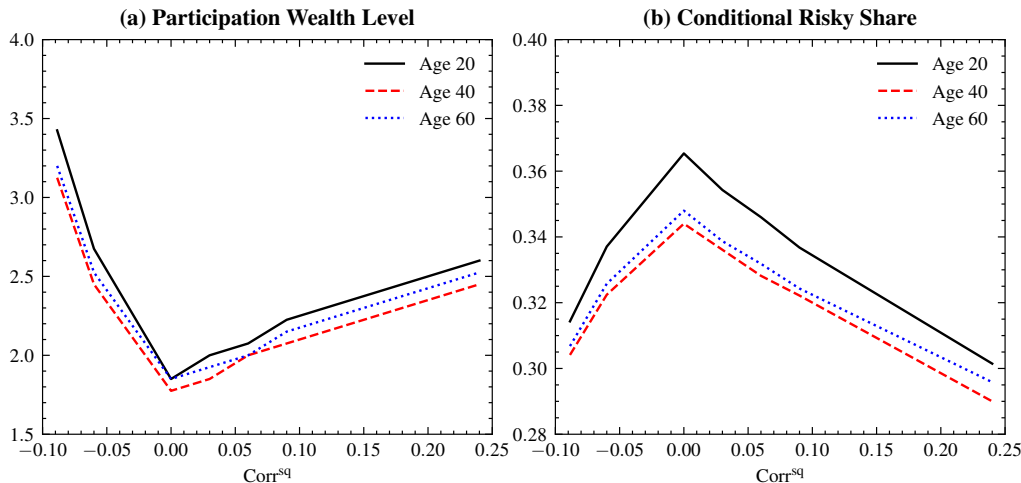 (a) Participation Wealth Level
4.0
3.5
3.0
2.5
2.0
1.5
−0.10 −0.05 0.00 0.05 0.10 0.15 0.20 0.25
Corr^sq
Age 20
Age 40
Age 60
(b) Conditional Risky Share
0.40
0.38
0.36
0.34
0.32
0.30
0.28
−0.10 −0.05 0.00 0.05 0.10 0.15 0.20 0.25
Corr^sq
Age 20
Age 40
Age 60